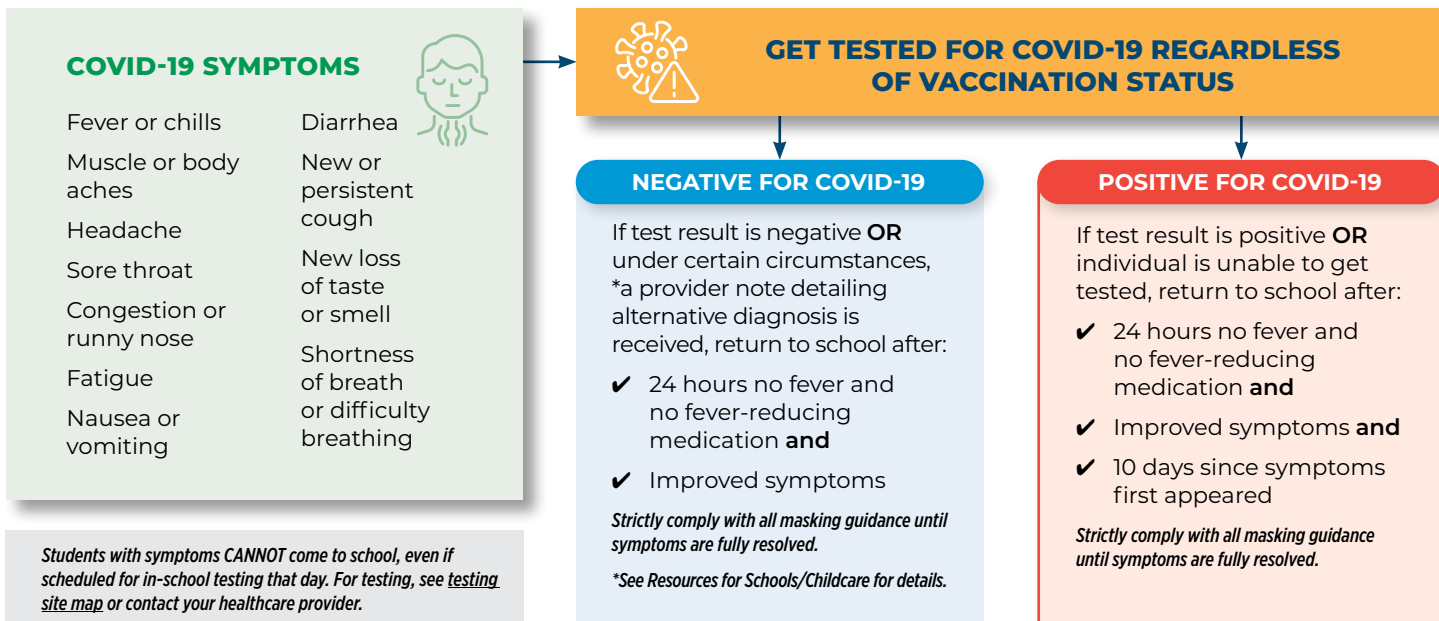 COVID-19 SYMPTOMS
Fever or chills
Muscle or body
aches
Headache
Sore throat
Congestion or
runny nose
Fatigue
Nausea or
vomiting
Diarrhea
New or
persistent
cough
New loss
of taste
or smell
Shortness
of breath
or difficulty
breathing
Students with symptoms CANNOT come to school, even if
scheduled for in-school testing that day. For testing, see testing
site map or contact your healthcare provider.
GET TESTED FOR COVID-19 REGARDLESS
OF VACCINATION STATUS
NEGATIVE FOR COVID-19
If test result is negative OR
under certain circumstances,
*a provider note detailing
alternative diagnosis is
received, return to school after:
✔ 24 hours no fever and
no fever-reducing
medication and
✔ Improved symptoms
Strictly comply with all masking guidance until
symptoms are fully resolved.
*See Resources for Schools/Childcare for details.
POSITIVE FOR COVID-19
If test result is positive OR
individual is unable to get
tested, return to school after:
✔ 24 hours no fever and
no fever-reducing
medication and
✔ Improved symptoms and
✔ 10 days since symptoms
first appeared
Strictly comply with all masking guidance
until symptoms are fully resolved.